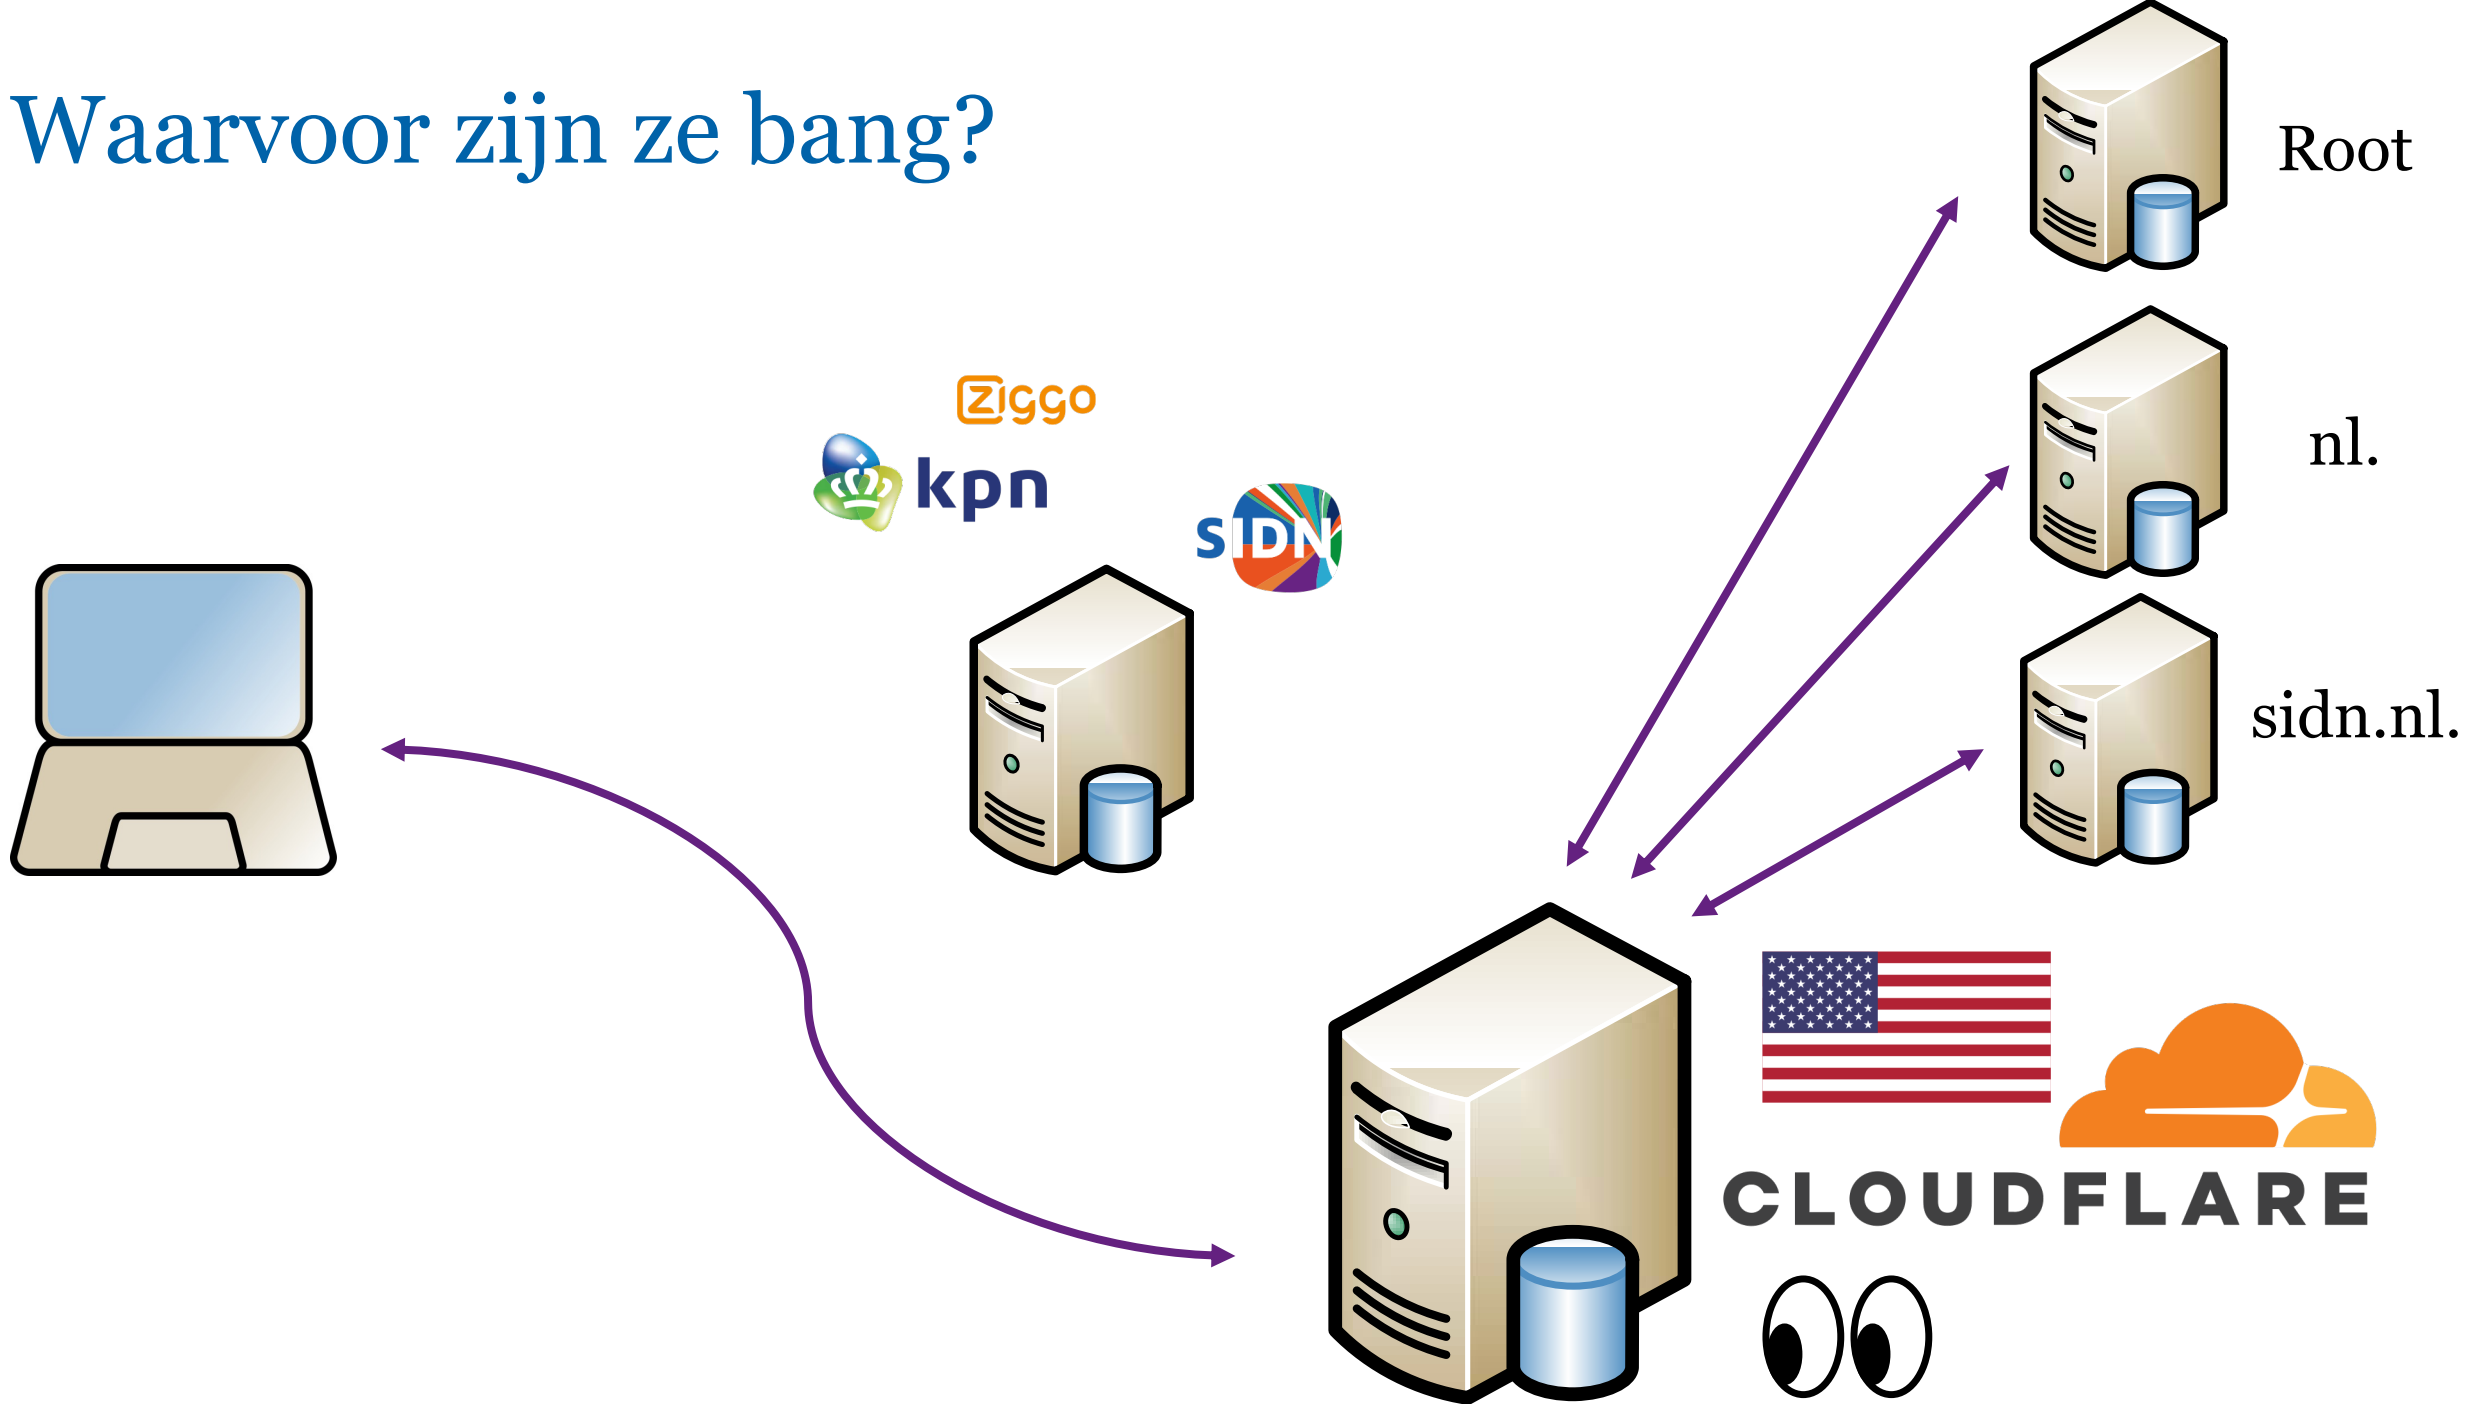 Waarvoor zijn ze bang?
Root
ziggo
kpn
nl.
SIDN
sidn.nl.
CLOUDFLARE